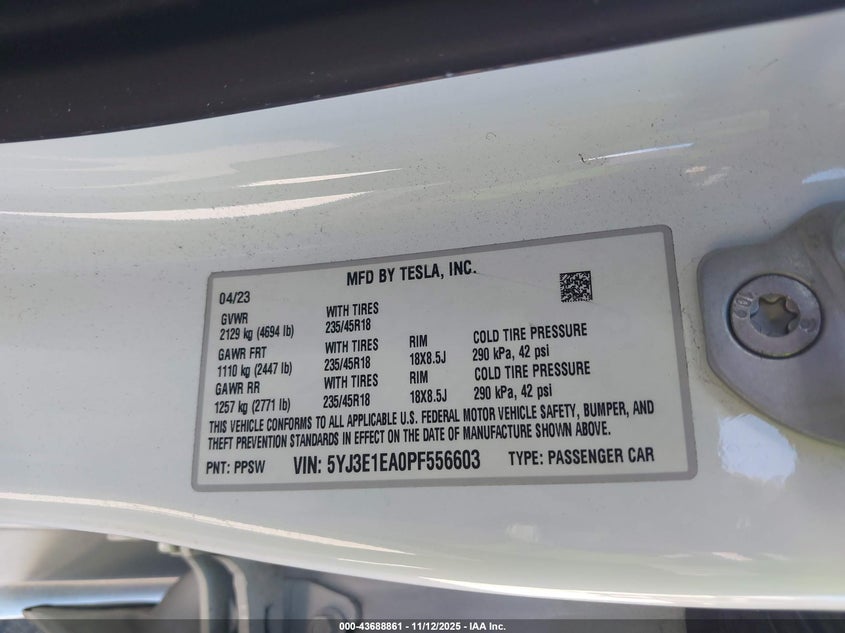 MFD BY TESLA, INC.
04/23
GVWR WITH TIRES
2129 kg (4694 lb) 235/45R18
GAWR FRT WITH TIRES RIM COLD TIRE PRESSURE
1110 kg (2447 lb) 235/45R18 18X8.5J 290 kPa, 42 psi
GAWR RR WITH TIRES RIM COLD TIRE PRESSURE
1257 kg (2771 lb) 235/45R18 18X8.5J 290 kPa, 42 psi
THIS VEHICLE CONFORMS TO ALL APPLICABLE U.S. FEDERAL MOTOR VEHICLE SAFETY, BUMPER, AND
THEFT PREVENTION STANDARDS IN EFFECT ON THE DATE OF MANUFACTURE SHOWN ABOVE.
PNT: PPSW VIN: 5YJ3E1EA0PF556603 TYPE: PASSENGER CAR
000-43688861 - 11/12/2025 - IAA Inc.